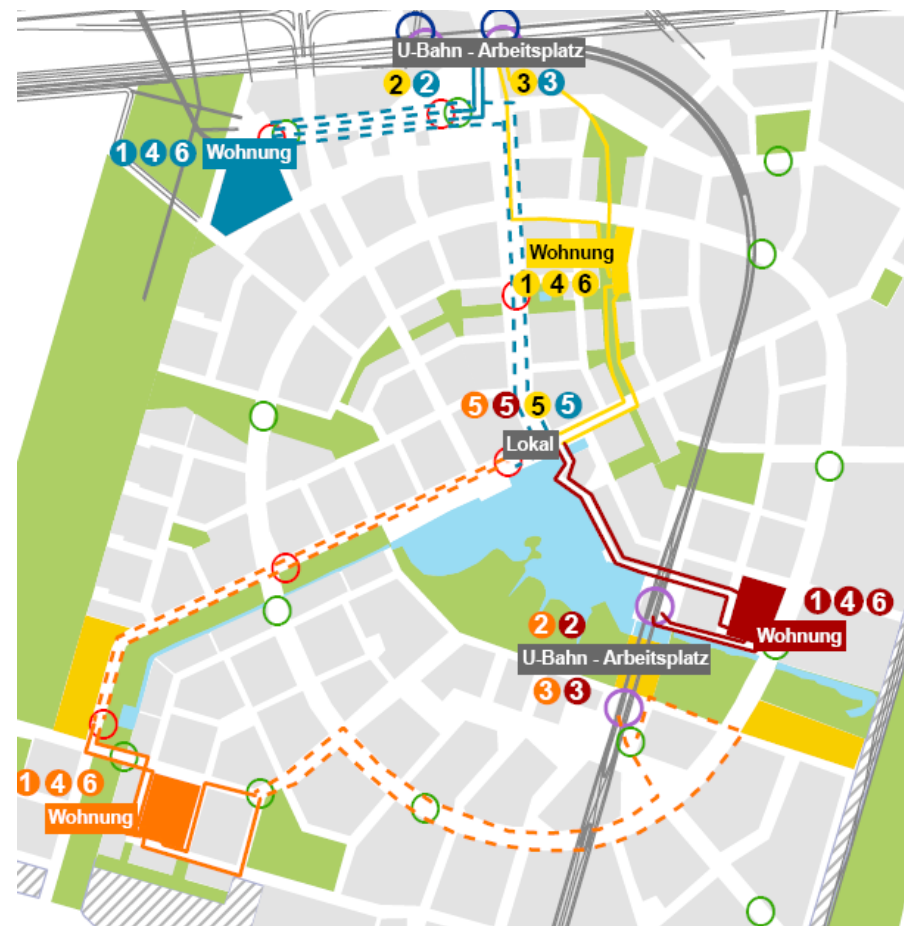 U-Bahn - Arbeitsplatz
2 2 3 3
1 4 6 Wohnung
Wohnung
1 4 6
5 5 5 5
Lokal
1 4 6
2 2
Wohnung
U-Bahn - Arbeitsplatz
3 3
1 4 6
Wohnung